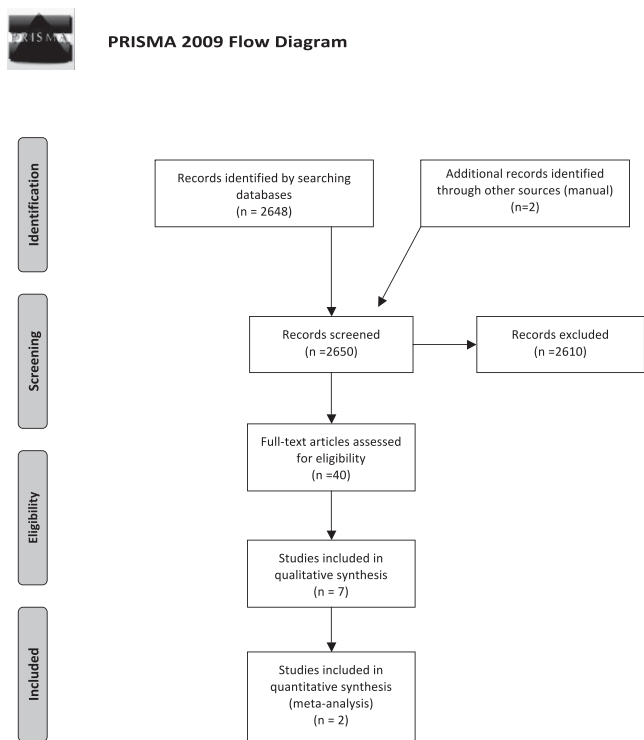 PRISMA
PRISMA 2009 Flow Diagram
Identification
Records identified by searching
databases
(n = 2648)
Additional records identified
through other sources (manual)
(n=2)
Screening
Records screened
(n =2650)
Records excluded
(n =2610)
Full-text articles assessed
for eligibility
(n =40)
Eligibility
Studies included in
qualitative synthesis
(n = 7)
Included
Studies included in
quantitative synthesis
(meta-analysis)
(n = 2)